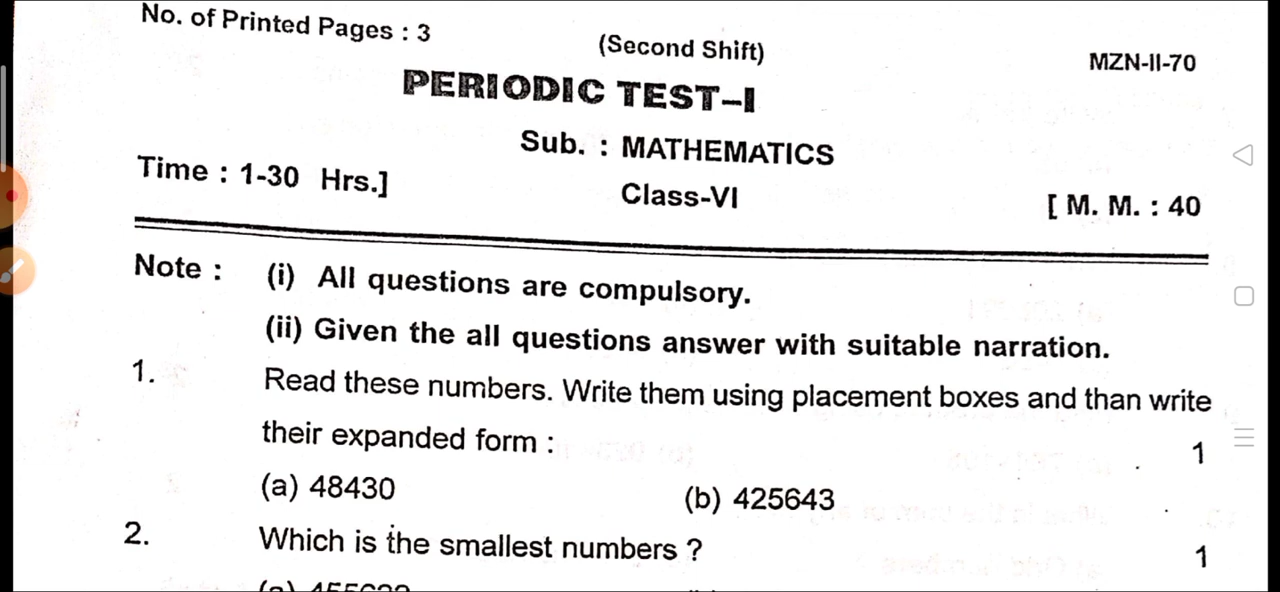 No. of Printed Pages : 3
(Second Shift)
MZN-II-70
PERIODIC TEST–I
Sub. : MATHEMATICS
Time : 1-30 Hrs.]
Class-VI
[ M. M. : 40
Note : (i) All questions are compulsory.
(ii) Given the all questions answer with suitable narration.
1. Read these numbers. Write them using placement boxes and than write
their expanded form : 1
(a) 48430 (b) 425643
2. Which is the smallest numbers ? 1
(a)